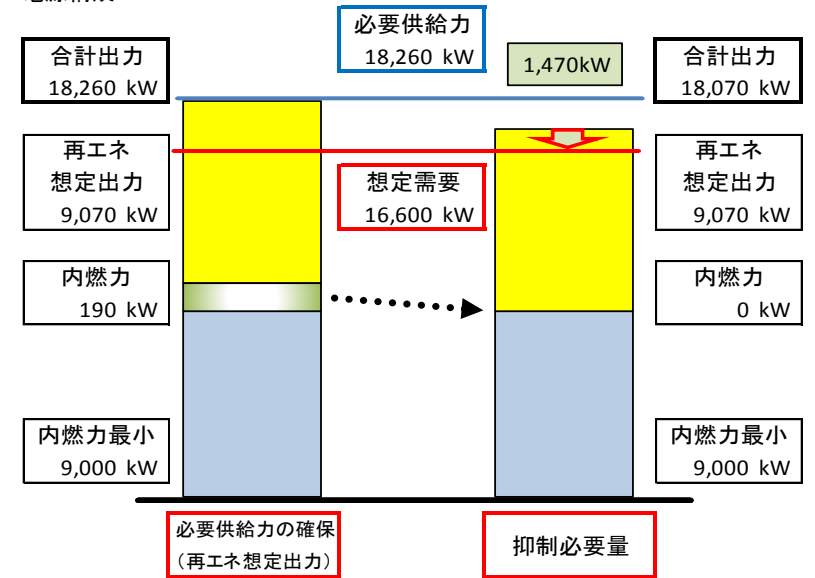 必要供給力
18,260 kW
1,470kW
合計出力
18,260 kW
合計出力
18,070 kW
再エネ
想定出力
9,070 kW
想定需要
16,600 kW
再エネ
想定出力
9,070 kW
内燃力
190 kW
内燃力
0 kW
内燃力最小
9,000 kW
内燃力最小
9,000 kW
必要供給力の確保
（再エネ想定出力）
抑制必要量